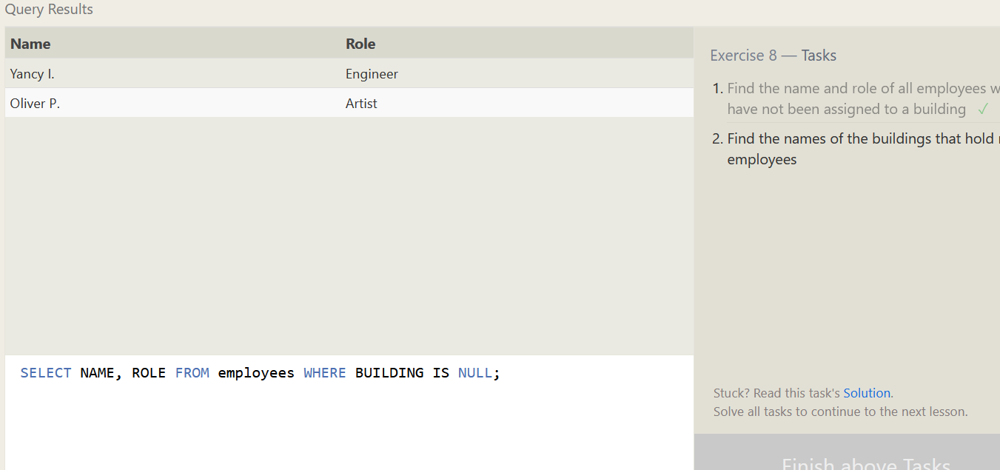 Query Results
Name Role
Yancy I. Engineer
Oliver P. Artist
SELECT NAME, ROLE FROM employees WHERE BUILDING IS NULL;
Exercise 8 — Tasks
1. Find the name and role of all employees
have not been assigned to a building ✓
2. Find the names of the buildings that hold
employees
Stuck? Read this task's Solution.
Solve all tasks to continue to the next lesson.
Finish above Tasks